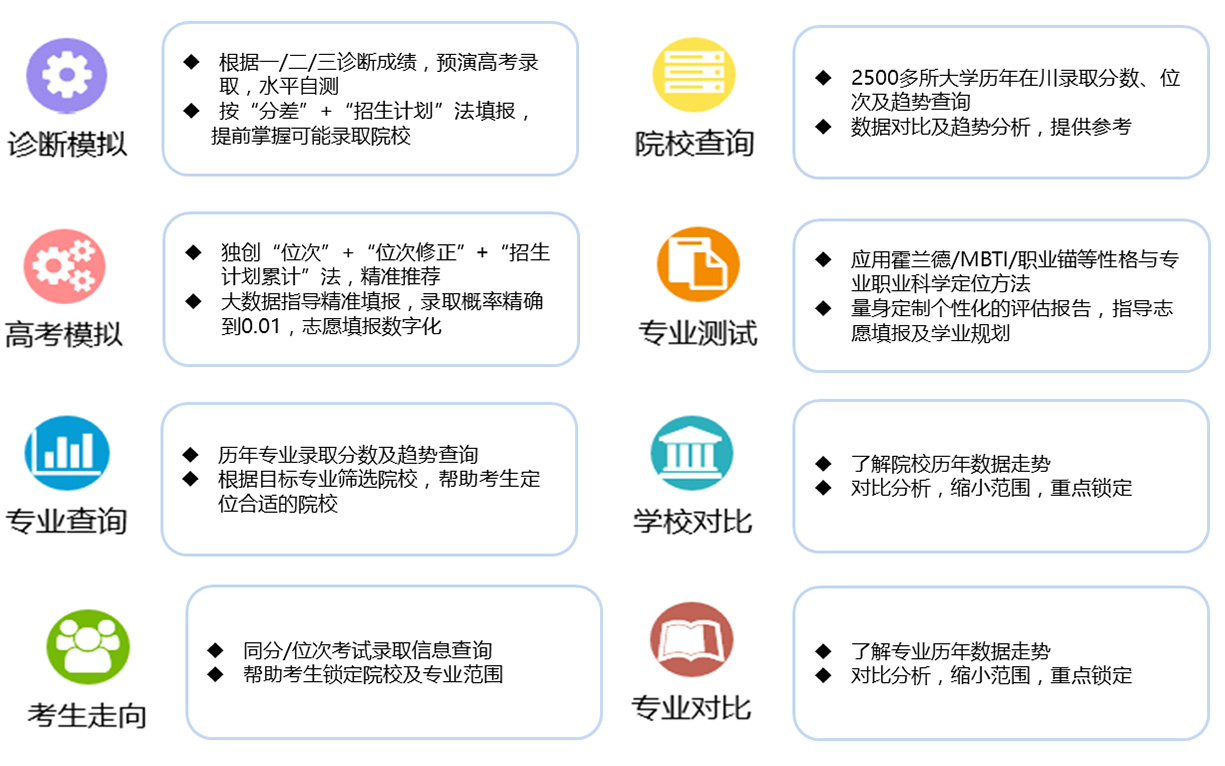 诊断模拟
◆ 根据一/二/三诊断成绩，预演高考录
取，水平自测
◆ 按“分差”+“招生计划”法填报，
提前掌握可能录取院校
院校查询
◆ 2500多所大学历年在川录取分数、位
次及趋势查询
◆ 数据对比及趋势分析，提供参考
高考模拟
◆ 独创“位次”+“位次修正”+“招生
计划累计”法，精准推荐
◆ 大数据指导精准填报，录取概率精确
到0.01，志愿填报数字化
专业测试
◆ 应用霍兰德/MBTI/职业锚等性格与专
业职业科学定位方法
◆ 量身定制个性化的评估报告，指导志
愿填报及学业规划
专业查询
◆ 历年专业录取分数及趋势查询
◆ 根据目标专业筛选院校，帮助考生定
位合适的院校
学校对比
◆ 了解院校历年数据走势
◆ 对比分析，缩小范围，重点锁定
考生走向
◆ 同分/位次考试录取信息查询
◆ 帮助考生锁定院校及专业范围
专业对比
◆ 了解专业历年数据走势
◆ 对比分析，缩小范围，重点锁定